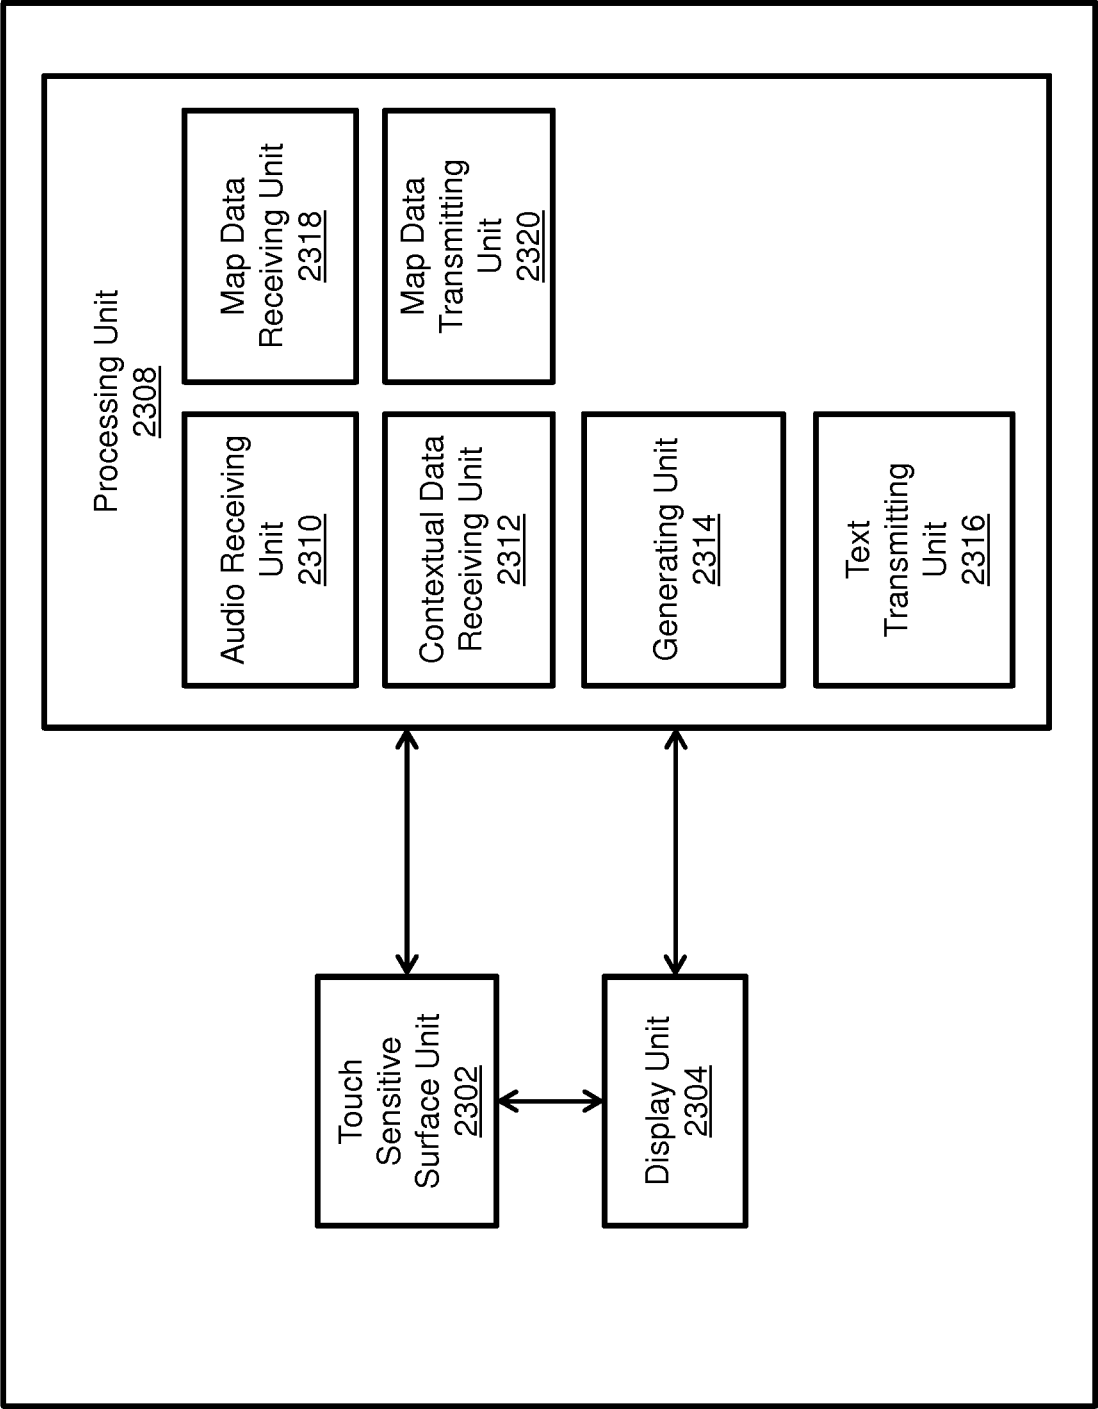 Processing Unit
2308
Audio Receiving
Unit
2310
Map Data
Receiving Unit
2318
Contextual Data
Receiving Unit
2312
Map Data
Transmitting
Unit
2320
Generating Unit
2314
Text
Transmitting
Unit
2316
Touch
Sensitive
Surface Unit
2302
Display Unit
2304